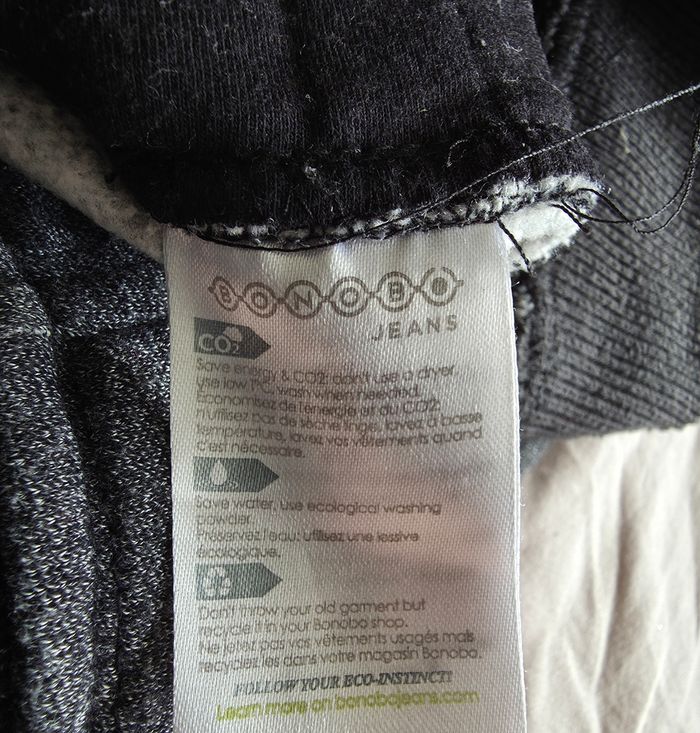 BONOBO
JEANS
CO2
Save energy & CO2: don't use a dryer,
use low t°C, wash when needed.
Économisez de l'énergie et du CO2:
n'utilisez pas de sèche linge, lavez à basse
température, lavez vos vêtements quand
c'est nécessaire.
Save water, use ecological washing
powder.
Préservez l'eau: utilisez une lessive
écologique.
Don't throw your old garment but
recycle it in your Bonobo shop.
Ne jetez pas vos vêtements usagés mais
recyclez les dans votre magasin Bonobo.
FOLLOW YOUR ECO-INSTINCT!
Learn more on bonobojeans.com